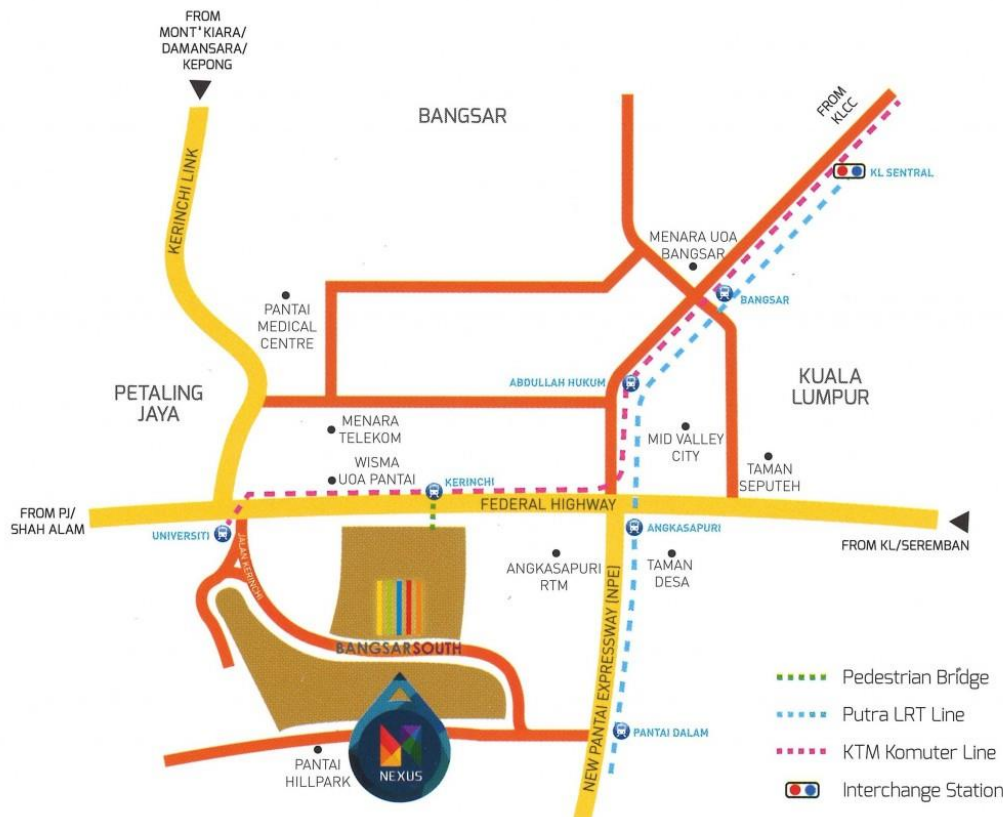 FROM
MONT'KIARA/
DAMANSARA/
KEPONG
BANGSAR
FROM
KLCC
KL SENTRAL
KERINCHI LINK
MENARA UOA
BANGSAR
BANGSAR
PANTAI
MEDICAL
CENTRE
PETALING
JAYA
ABDULLAH HUKUM
KUALA
LUMPUR
MENARA
TELEKOM
MID VALLEY
CITY
TAMAN
SEPUTEH
WISMA
UOA PANTAI
KERINCHI
FEDERAL HIGHWAY
FROM PJ/
SHAH ALAM
UNIVERSITI
ANGKASAPURI
FROM KL/SEREMBAN
JALAN KERINCHI
ANGKASAPURI
RTM
TAMAN
DESA
NEW PANTAI EXPRESSWAY (NPE)
BANGSARSOUTH
NEXUS
PANTAI
HILLPARK
PANTAI DALAM
Pedestrian Bridge
Putra LRT Line
KTM Komuter Line
Interchange Station